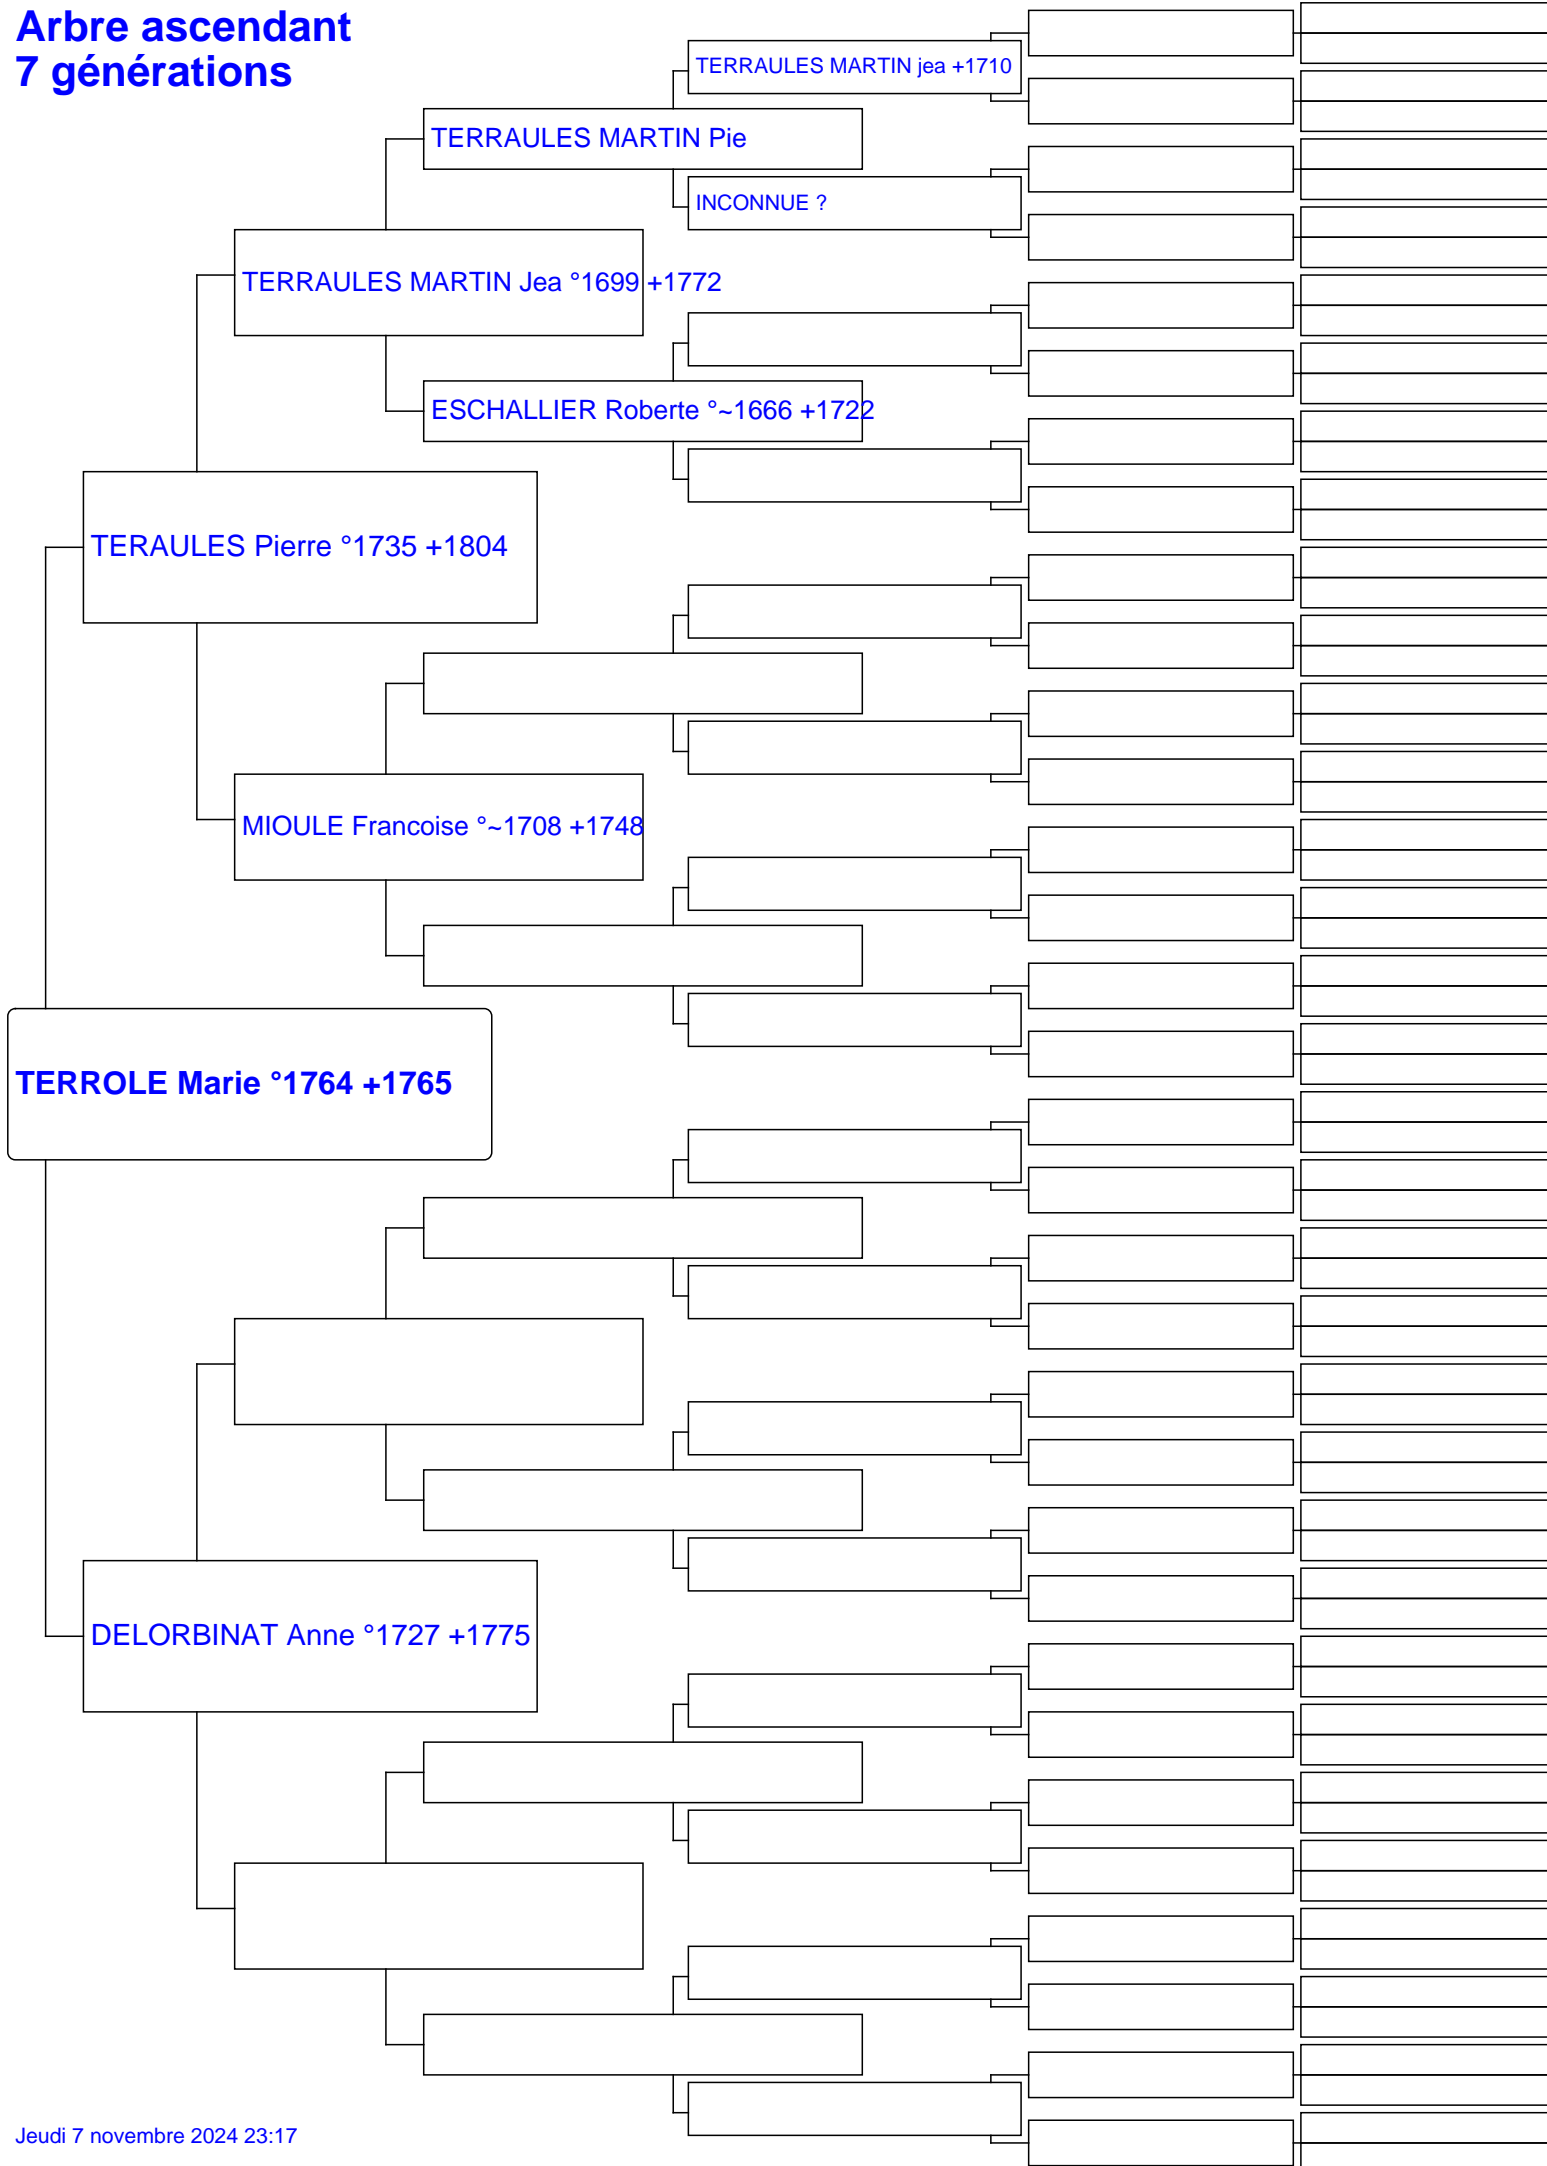 Arbre ascendant
7 générations
TERRAULES MARTIN jea +1710
TERRAULES MARTIN Pie
INCONNUE ?
TERRAULES MARTIN Jea °1699 +1772
ESCHALLIER Roberte °~1666 +1722
TERAULES Pierre °1735 +1804
MIOULE Francoise °~1708 +1748
TERROLE Marie °1764 +1765
DELORBINAT Anne °1727 +1775
Jeudi 7 novembre 2024 23:17